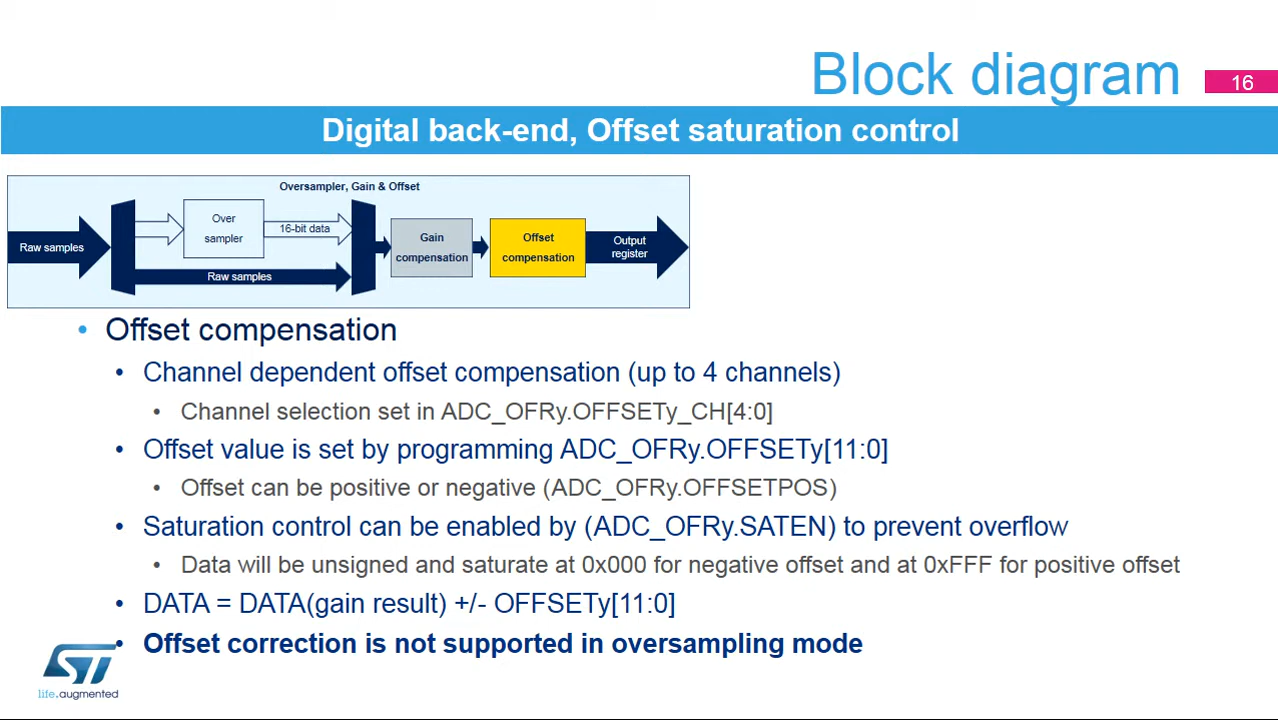 Block diagram
16
Digital back-end, Offset saturation control
Oversampler, Gain & Offset
Raw samples
Over
sampler
16-bit data
Raw samples
Gain
compensation
Offset
compensation
Output
register
• Offset compensation
• Channel dependent offset compensation (up to 4 channels)
• Channel selection set in ADC_OFRy.OFFSETy_CH[4:0]
• Offset value is set by programming ADC_OFRy.OFFSETy[11:0]
• Offset can be positive or negative (ADC_OFRy.OFFSETPOS)
• Saturation control can be enabled by (ADC_OFRy.SATEN) to prevent overflow
• Data will be unsigned and saturate at 0x000 for negative offset and at 0xFFF for positive offset
• DATA = DATA(gain result) +/- OFFSETy[11:0]
• Offset correction is not supported in oversampling mode
ST
life.augmented